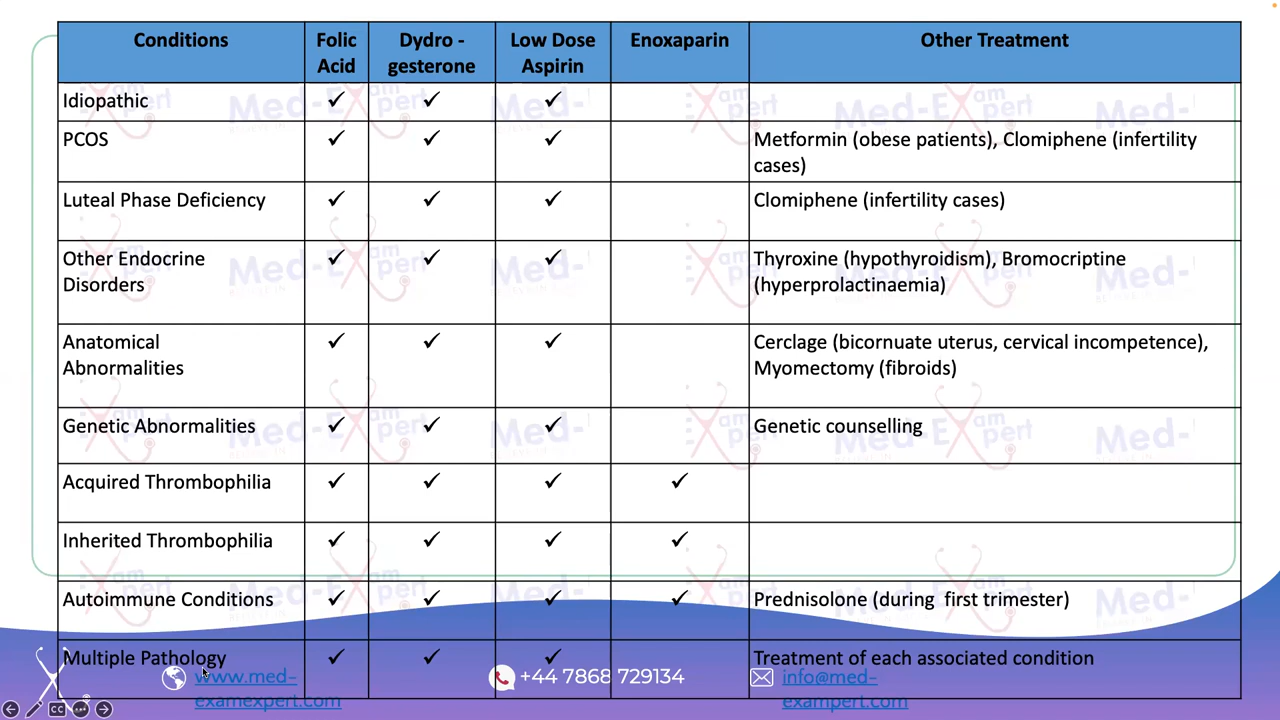 Conditions
Folic
Acid
Dydro -
gesterone
Low Dose
Aspirin
Enoxaparin
Other Treatment
Idiopathic ✓ ✓ ✓
PCOS ✓ ✓ ✓ Metformin (obese patients), Clomiphene (infertility
cases)
Luteal Phase Deficiency ✓ ✓ ✓ Clomiphene (infertility cases)
Other Endocrine ✓ ✓ ✓ Thyroxine (hypothyroidism), Bromocriptine
Disorders (hyperprolactinaemia)
Anatomical ✓ ✓ ✓ Cerclage (bicornuate uterus, cervical incompetence),
Abnormalities Myomectomy (fibroids)
Genetic Abnormalities ✓ ✓ ✓ Genetic counselling
Acquired Thrombophilia ✓ ✓ ✓ ✓
Inherited Thrombophilia ✓ ✓ ✓ ✓
Autoimmune Conditions ✓ ✓ ✓ ✓ Prednisolone (during first trimester)
Multiple Pathology ✓ ✓ ✓ Treatment of each associated condition
www.med-
examexpert.com
+44 7868 729134
info@med-
exampert.com
CC